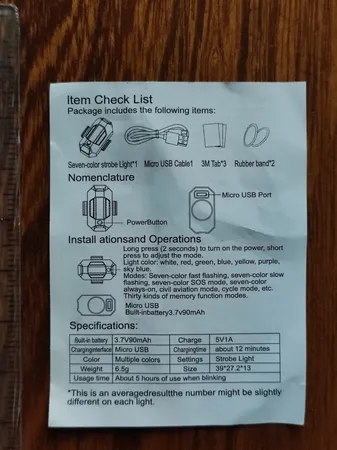 Item Check List
Package includes the following items:
Seven-color strobe Light*1 Micro USB Cable1 3M Tab*3 Rubber band*2
Nomenclature
Micro USB Port
PowerButton
Install ationsand Operations
Long press (2 seconds) to turn on the power, short
press to adjust the mode.
Light color: white, red, green, blue, yellow, purple,
sky blue.
Modes: Seven-color fast flashing, seven-color slow
flashing, seven-color SOS mode, seven-color
always-on, civil aviation mode, cycle mode, etc.
Thirty kinds of memory function modes.
Micro USB
Built-inbattery3.7v90mAh
Specifications:
Built-in battery 3.7V90mAh Charge 5V1A
Charginginterface Micro USB Chargingtime about 12 minutes
Color Multiple colors Settings Strobe Light
Weight 6.5g Size 39*27.2*13
Usage time About 5 hours of use when blinking
*This is an averagedresultthe number might be slightly
different on each light.